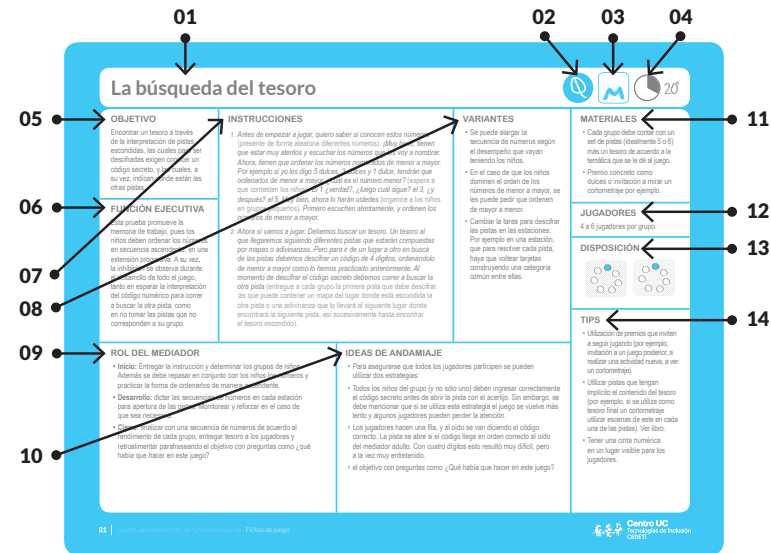 01
02
03
04
La búsqueda del tesoro
20'
05
OBJETIVO
Encontrar un tesoro a través
de la interpretación de pistas
escondidas, las cuales para ser
descifradas exigen conocer un
código secreto, y las cuales, a
su vez, indican donde están las
otras pistas.
06
FUNCIÓN EJECUTIVA
Esta prueba promueve la
memoria de trabajo, pues los
niños deben ordenar los números
en secuencia ascendente, en una
extensión progresiva. A su vez,
la inhibición se observa durante
el desarrollo de todo el juego,
tanto en esperar la interpretación
del código numérico para correr
a buscar la otra pista, como
en no tomar las pistas que no
corresponden a su grupo.
07
08
INSTRUCCIONES
1. Antes de empezar a jugar, quiero saber si conocen estos números
(presente de forma aleatoria diferentes números). ¡Muy bien, tienen
que estar muy alertos y escuchar los números que les voy a nombrar.
Ahora, tienen que ordenar los números nombrados de menor a mayor.
Por ejemplo si yo les digo 5 dulces, 3 dulces y 1 dulce, tendrán que
ordenarlos de menor a mayor ¿cuál es el número menor? (espere a
que contesten los niños). El 1 ¿verdad?, ¿luego cuál sigue? el 3, ¿y
después? el 5. Muy bien, ahora lo harán ustedes (organice a los niños
en grupos pequeños). Primero escuchen atentamente, y ordenen los
números de menor a mayor.
2. Ahora sí vamos a jugar. Debemos buscar un tesoro. Un tesoro al
que llegaremos siguiendo diferentes pistas que estarán compuestas
por mapas o adivinanzas. Pero para ir de un lugar a otro en busca
de las pistas debemos descifrar un código de 4 dígitos, ordenándolo
de menor a mayor como lo hemos practicado anteriormente. Al
momento de descifrar el código secreto debemos correr a buscar la
otra pista (entregue a cada grupo la primera pista que debe descifrar,
las que puede contener un mapa del lugar donde está escondida la
otra pista o una adivinanza que lo llevará al siguiente lugar donde
encontrará la siguiente pista, así sucesivamente hasta encontrar
el tesoro escondido).
VARIANTES
• Se puede alargar la
secuencia de números según
el desempeño que vayan
teniendo los niños.
• En el caso de que los niños
dominen el orden de los
números de menor a mayor, se
les puede pedir que ordenen
de mayor a menor.
• Cambiar la tarea para descifrar
las pistas en las estaciones:
Por ejemplo en una estación,
que para resolver cada pista,
haya que voltear tarjetas
construyendo una categoría
común entre ellas.
MATERIALES
11
• Cada grupo debe contar con un
set de pistas (idealmente 5 o 6)
más un tesoro de acuerdo a la
temática que se le dé al juego.
• Premio concreto como
dulces o invitación a mirar un
cortometraje por ejemplo.
JUGADORES
12
4 a 6 jugadores por grupo.
DISPOSICIÓN
13
TIPS
14
• Utilización de premios que inviten
a seguir jugando (por ejemplo,
invitación a un juego posterior, a
realizar una actividad nueva, a ver
un cortometraje).
• Utilizar pistas que tengan
implícito el contenido del tesoro
(por ejemplo, si se utiliza como
tesoro final un cortometraje
utilizar escenas de este en cada
una de las pistas). Ver libro.
• Tener una cinta numérica
en un lugar visible para los
jugadores.
09
ROL DEL MEDIADOR
• Inicio: Entregar la instrucción y determinar los grupos de niños.
Además se debe repasar en conjunto con los niños los números y
practicar la forma de ordenarlos de manera ascendente.
• Desarrollo: dictar las secuencias de números en cada estación
para apertura de las pistas. Monitorear y reforzar en el caso de
que sea necesario.
• Cierre: finalizar con una secuencia de números de acuerdo al
rendimiento de cada grupo, entregar tesoro a los jugadores y
retroalimentar parafraseando el objetivo con preguntas como ¿qué
había que hacer en este juego?
10
IDEAS DE ANDAMIAJE
• Para asegurarse que todos los jugadores participen se pueden
utilizar dos estrategias:
• Todos los niños del grupo (y no sólo uno) deben ingresar correctamente
el código secreto antes de abrir la pista con el acertijo. Sin embargo, se
debe mencionar que si se utiliza esta estrategia el juego se vuelve más
lento y algunos jugadores pueden perder la atención.
• Los jugadores hacen una fila, y al oído se van diciendo el código
correcto. La pista se abre si el código llega en orden correcto al oído
del mediador adulto. Con cuatro dígitos esto resultó muy difícil, pero
a la vez muy entretenido.
• el objetivo con preguntas como ¿Qué había que hacer en este juego?
01
Fichas de juego
Centro UC
Tecnologías de Inclusión
CEDETI